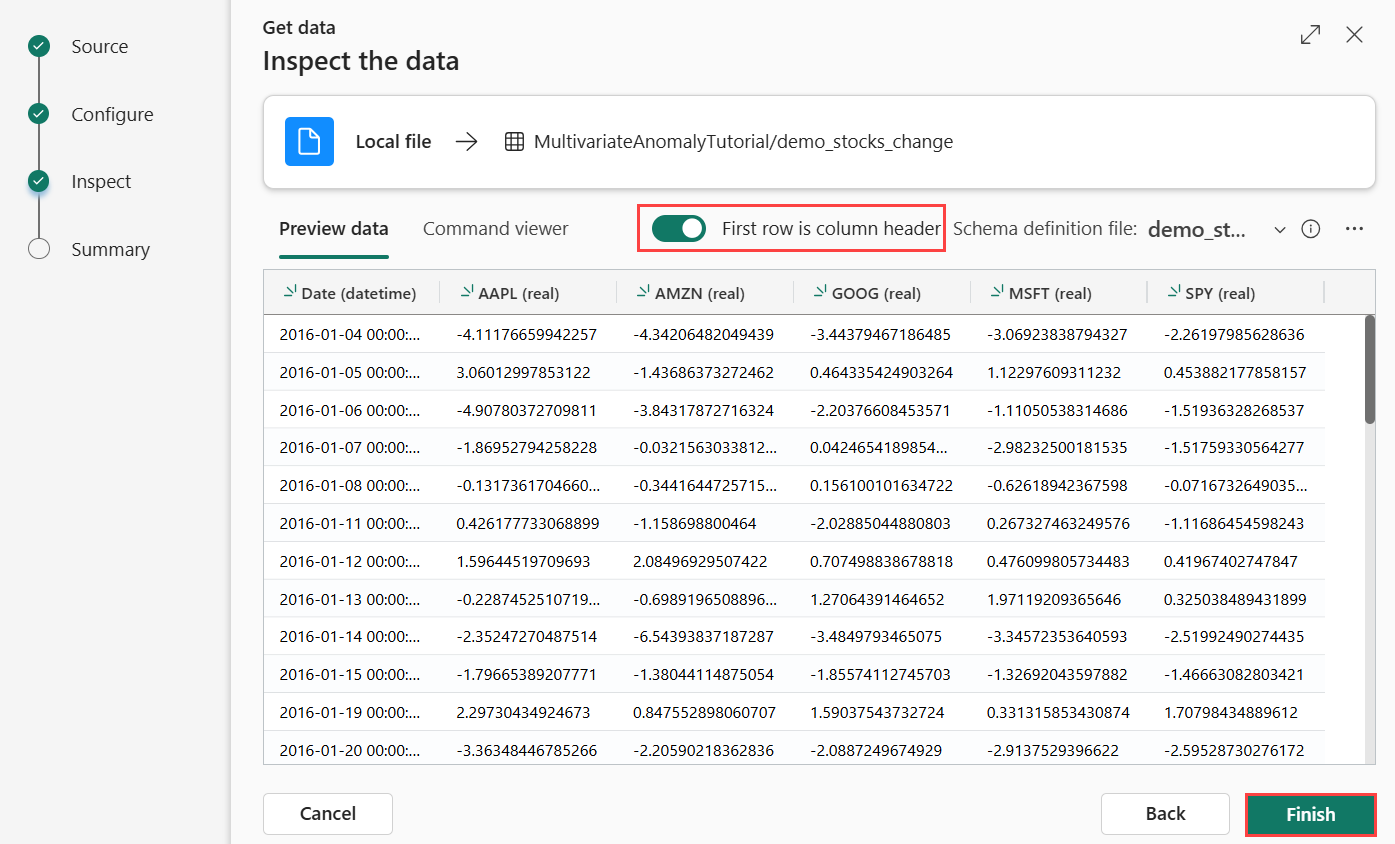 Source
Configure
Inspect
Summary
Get data
Inspect the data
Local file MultivariateAnomalyTutorial/demo_stocks_change
Preview data Command viewer First row is column header Schema definition file: demo_st...
Date (datetime) AAPL (real) AMZN (real) GOOG (real) MSFT (real) SPY (real)
2016-01-04 00:00:... -4.11176659942257 -4.34206482049439 -3.44379467186485 -3.06923838794327 -2.26197985628636
2016-01-05 00:00:... 3.06012997853122 -1.43686373272462 0.464335424903264 1.12297609311232 0.453882177858157
2016-01-06 00:00:... -4.90780372709811 -3.84317872716324 -2.20376608453571 -1.11050538314686 -1.51936328268537
2016-01-07 00:00:... -1.86952794258228 -0.0321563033812... 0.0424654189854... -2.98232500181535 -1.51759330564277
2016-01-08 00:00:... -0.1317361704660... -0.3441644725715... 0.156100101634722 -0.62618942367598 -0.0716732649035...
2016-01-11 00:00:... 0.426177733068899 -1.158698800464 -2.02885044880803 0.267327463249576 -1.11686454598243
2016-01-12 00:00:... 1.59644519709693 2.08496929507422 0.707498838678818 0.476099805734483 0.41967402747847
2016-01-13 00:00:... -0.2287452510719... -0.6989196508896... 1.27064391464652 1.97119209365646 0.325038489431899
2016-01-14 00:00:... -2.35247270487514 -6.54393837187287 -3.4849793465075 -3.34572353640593 -2.51992490274435
2016-01-15 00:00:... -1.79665389207771 -1.38044114875054 -1.85574112745703 -1.32692043597882 -1.46663082803421
2016-01-19 00:00:... 2.29730434924673 0.847552898060707 1.59037543732724 0.331315853430874 1.70798434889612
2016-01-20 00:00:... -3.36348446785266 -2.20590218362836 -2.0887249674929 -2.9137529396622 -2.59528730276172
Cancel Back Finish